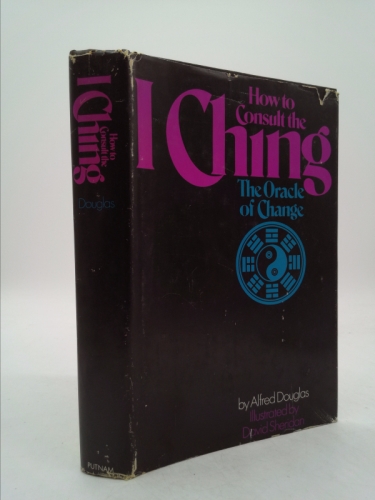 How to
Consult the
I Ching
Douglas
PUTNAM
How to
Consult the
I Ching
The Oracle
of Change
by Alfred Douglas
Illustrated by
David Sheridan